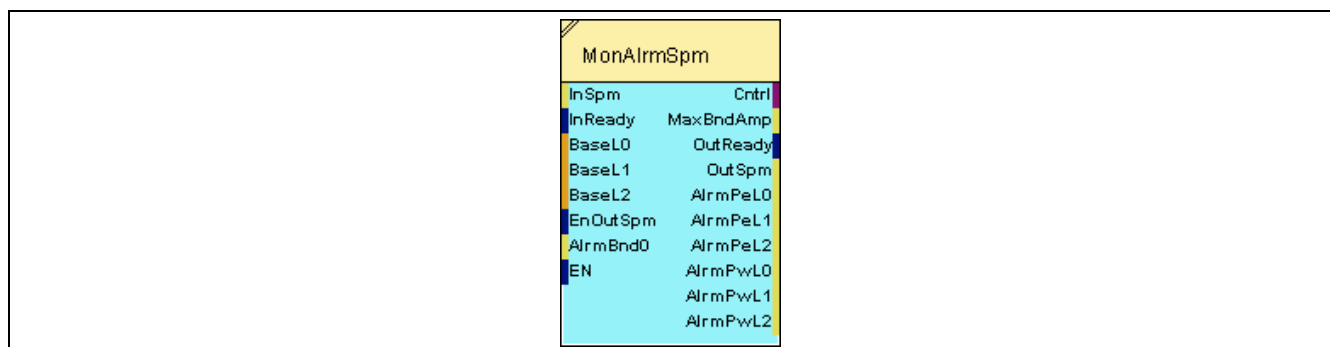 MonAlrmSpm
InSpm Cntrl
InReady MaxBndAmp
BaseL0 OutReady
BaseL1 OutSpm
BaseL2 AlrmPeL0
EnOutSpm AlrmPeL1
AlrmBnd0 AlrmPeL2
EN AlrmPwL0
AlrmPwL1
AlrmPwL2